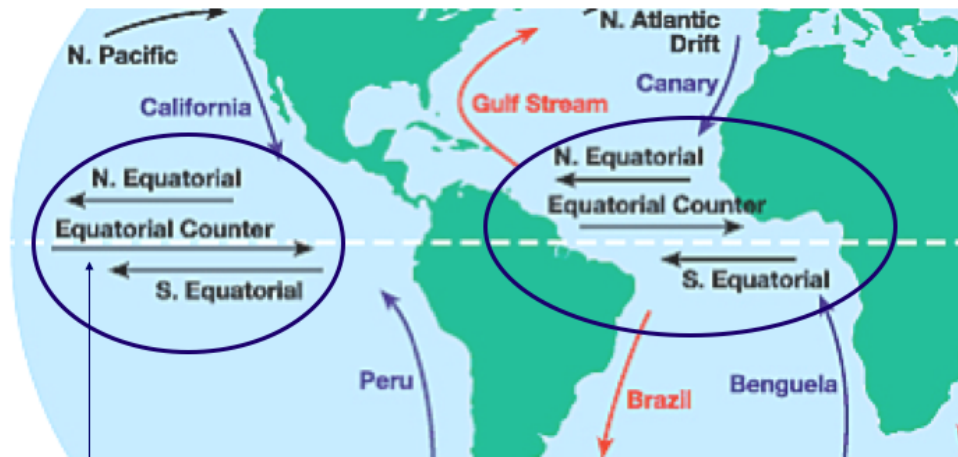 N. Pacific
N. Atlantic
Drift
California
Gulf Stream
Canary
N. Equatorial
Equatorial Counter
S. Equatorial
N. Equatorial
Equatorial Counter
S. Equatorial
Peru
Brazil
Benguela